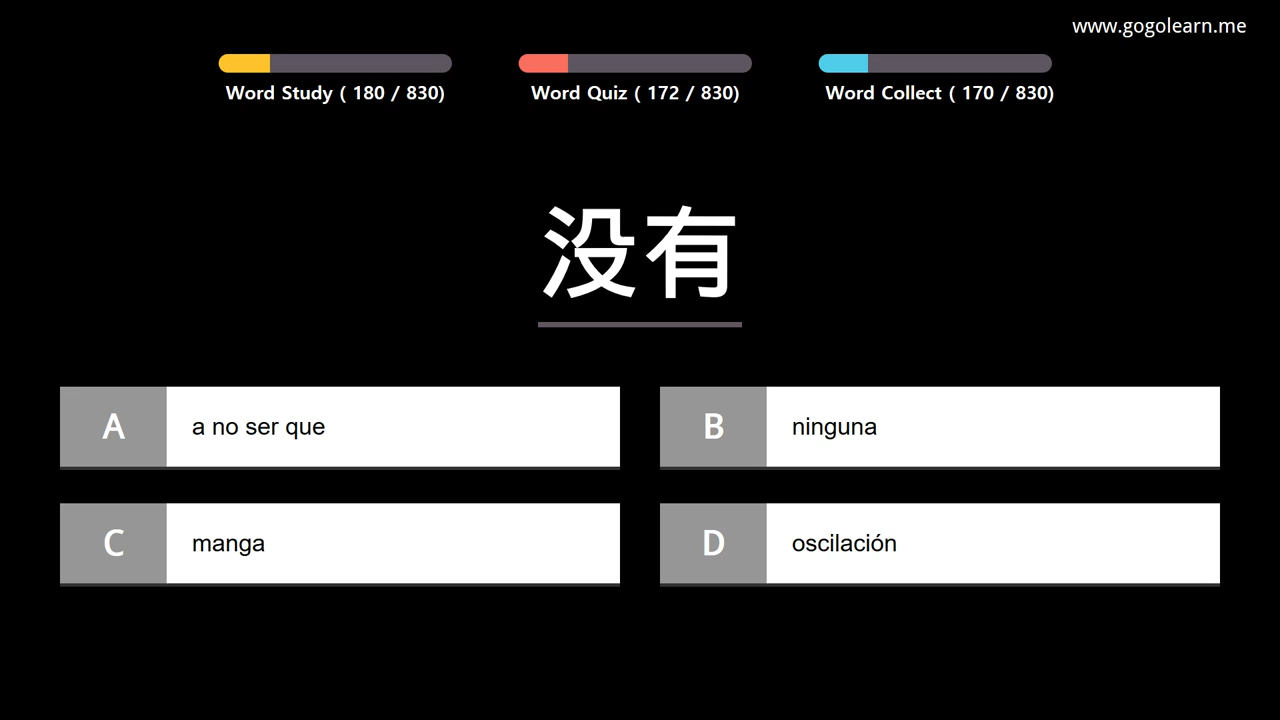 www.gogolearn.me
Word Study ( 180 / 830)
Word Quiz ( 172 / 830)
Word Collect ( 170 / 830)
没有
A a no ser que
B ninguna
C manga
D oscilación